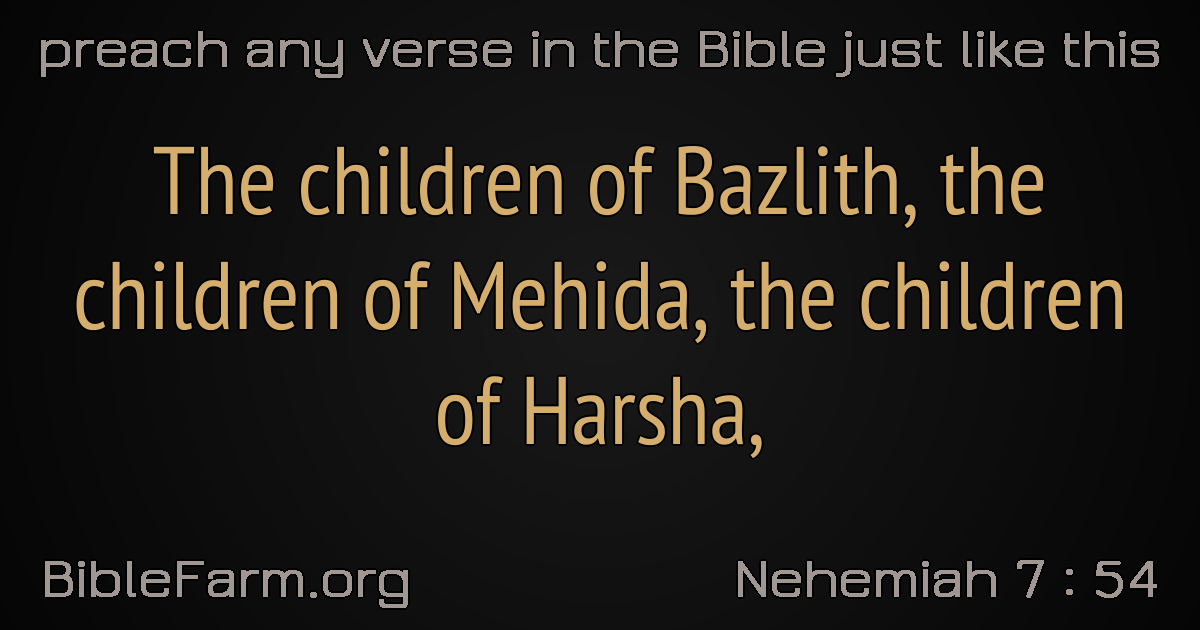 preach any verse in the Bible just like this
The children of Bazlith, the
children of Mehida, the children
of Harsha,
BibleFarm.org
Nehemiah 7 : 54